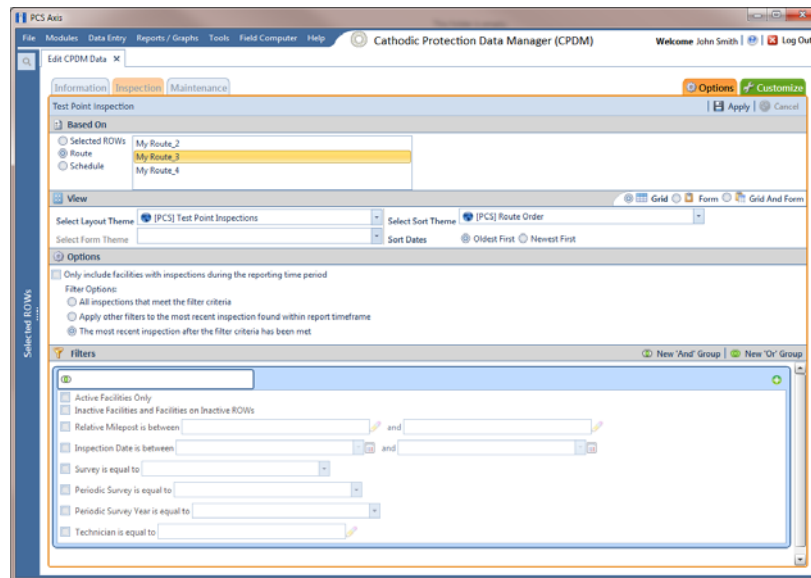 PCS Axis
File Modules Data Entry Reports / Graphs Tools Field Computer Help Cathodic Protection Data Manager (CPDM) Welcome John Smith | | Log Out
Edit CPDM Data
Information Inspection Maintenance Options Customize
Test Point Inspection | Apply | Cancel
Based On
Selected ROWs
Route
Schedule
My Route_2
My Route_3
My Route_4
View Grid Form Grid And Form
Select Layout Theme [PCS] Test Point Inspections Select Sort Theme [PCS] Route Order
Select Form Theme Sort Dates Oldest First Newest First
Options
Only include facilities with inspections during the reporting time period
Filter Options:
All inspections that meet the filter criteria
Apply other filters to the most recent inspection found within report timeframe
The most recent inspection after the filter criteria has been met
Selected ROWs
Filters New 'And' Group | New 'Or' Group
Active Facilities Only
Inactive Facilities and Facilities on Inactive ROWs
Relative Milepost is between and
Inspection Date is between and
Survey is equal to
Periodic Survey is equal to
Periodic Survey Year is equal to
Technician is equal to